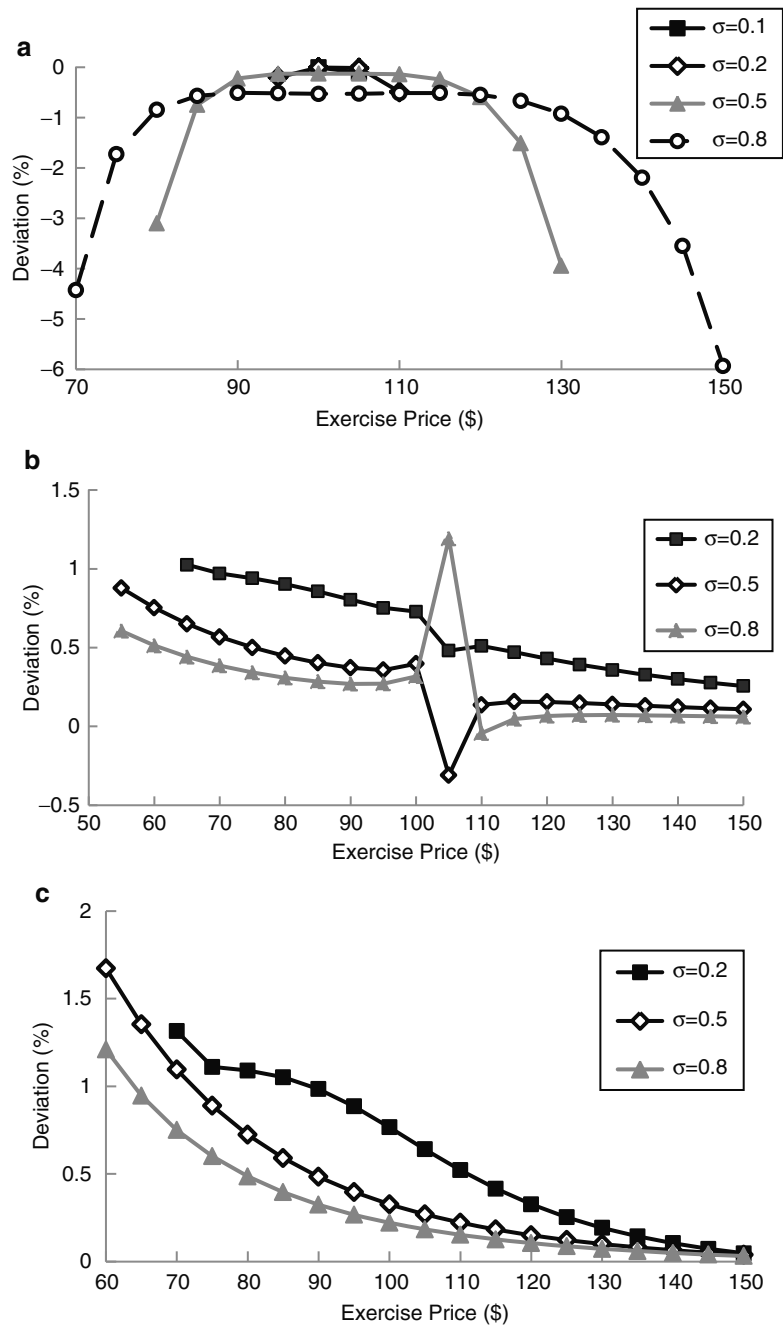 a
σ=0.1
σ=0.2
σ=0.5
σ=0.8
0
–1
–2
–3
–4
–5
–6
Deviation (%)
70 90 110 130 150
Exercise Price ($)
b
1.5
1
0.5
0
–0.5
Deviation (%)
σ=0.2
σ=0.5
σ=0.8
50 60 70 80 90 100 110 120 130 140 150
Exercise Price ($)
c
2
1.5
1
0.5
0
Deviation (%)
σ=0.2
σ=0.5
σ=0.8
60 70 80 90 100 110 120 130 140 150
Exercise Price ($)